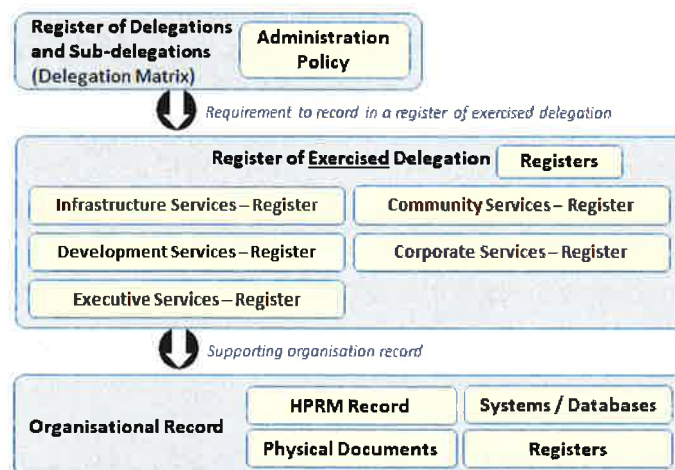 Register of Delegations
and Sub-delegations
(Delegation Matrix)
Administration
Policy
Requirement to record in a register of exercised delegation
Register of Exercised Delegation
Registers
Infrastructure Services – Register
Community Services – Register
Development Services – Register
Corporate Services – Register
Executive Services – Register
Supporting organisation record
Organisational Record
HPRM Record
Systems / Databases
Physical Documents
Registers